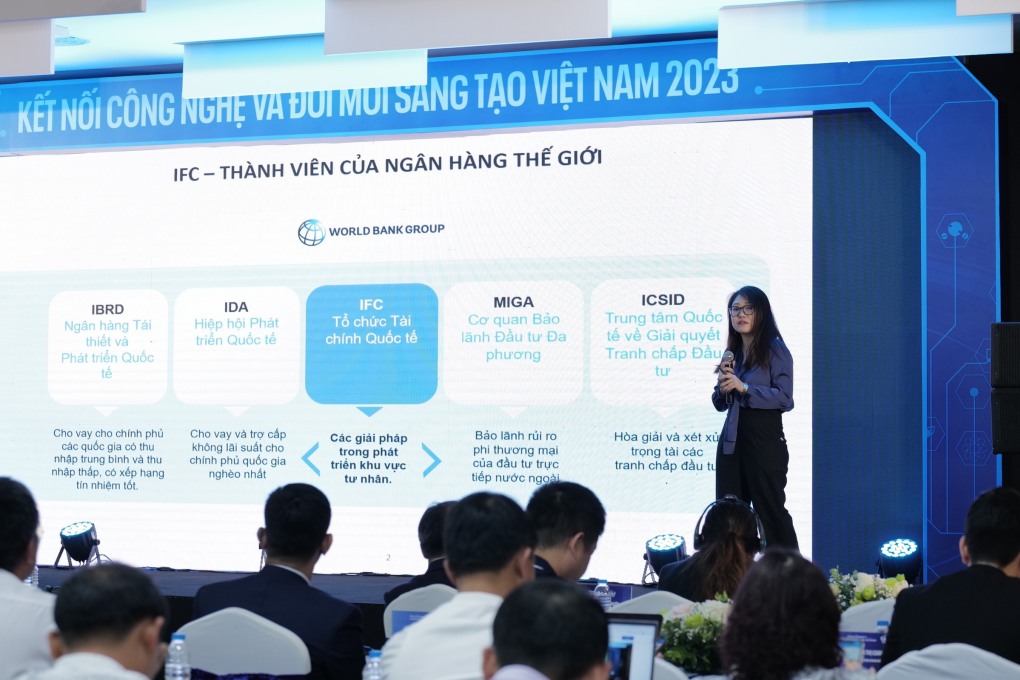 KẾT NỐI CÔNG NGHỆ VÀ ĐỔI MỚI SÁNG TẠO VIỆT NAM 2023
IFC – THÀNH VIÊN CỦA NGÂN HÀNG THẾ GIỚI
WORLD BANK GROUP
IBRD
Ngân hàng Tái
thiết và
Phát triển Quốc
tế
IDA
Hiệp hội Phát
triển Quốc tế
IFC
Tổ chức Tài
chính Quốc tế
MIGA
Cơ quan Bảo
lãnh Đầu tư Đa
phương
ICSID
Trung tâm Quốc
tế về Giải quyết
Tranh chấp Đầu
tư
Cho vay cho chính phủ
các quốc gia có thu
nhập trung bình và thu
nhập thấp, có xếp hạng
tín nhiệm tốt.
Cho vay và trợ cấp
không lãi suất cho
chính phủ quốc gia
nghèo nhất
Các giải pháp
trong phát
triển khu vực
tư nhân.
Bảo lãnh rủi ro
phi thương mại
của đầu tư trực
tiếp nước ngoài
Hòa giải và xét xử
trọng tài các
tranh chấp đầu tư
2